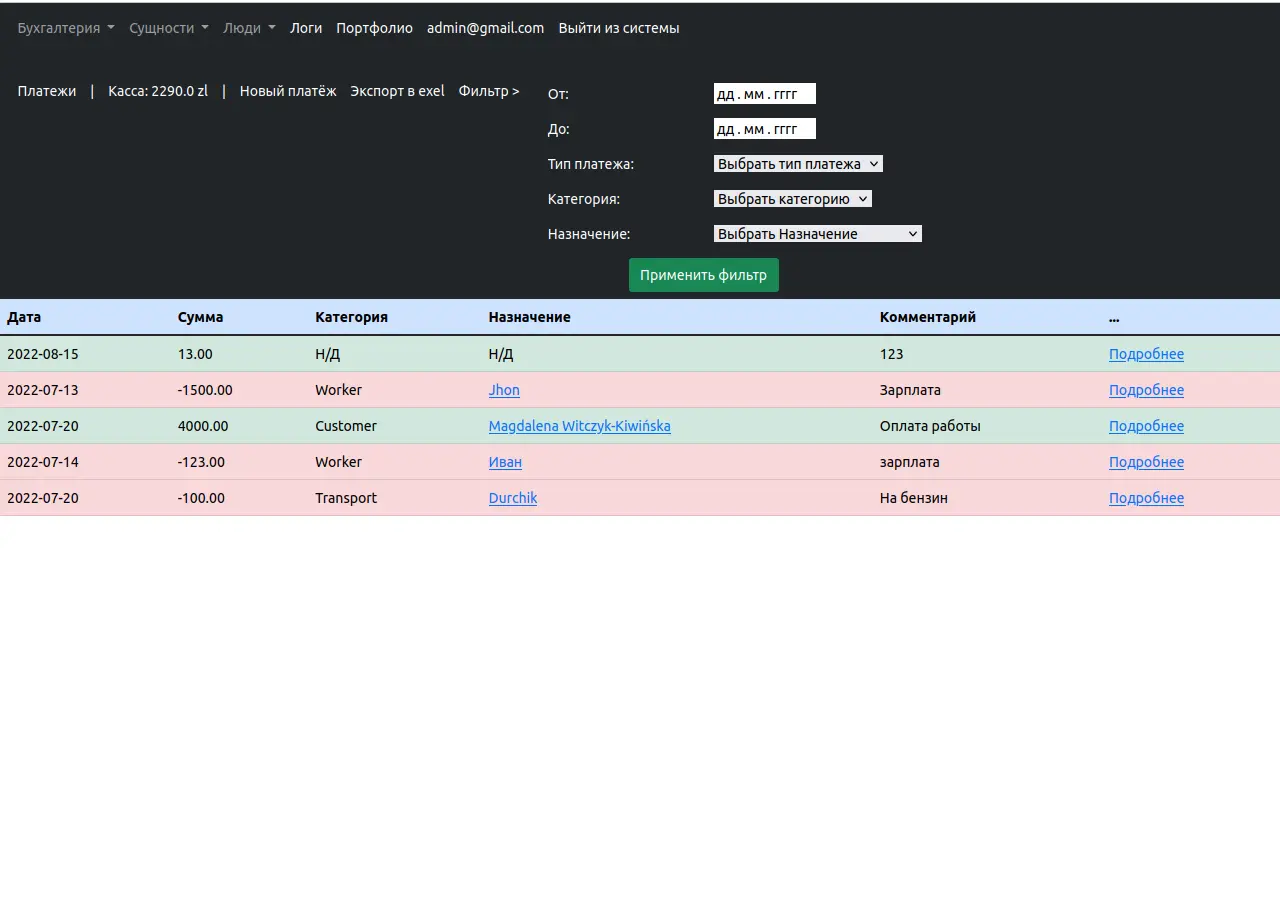 Бухгалтерия Сущности Люди Логи Портфолио admin@gmail.com Выйти из системы
Платежи | Касса: 2290.0 zl | Новый платёж Экспорт в exel Фильтр >
От: дд.мм.гггг
До: дд.мм.гггг
Тип платежа: Выбрать тип платежа
Категория: Выбрать категорию
Назначение: Выбрать Назначение
Применить фильтр
Дата Сумма Категория Назначение Комментарий ...
2022-08-15 13.00 Н/Д Н/Д 123 Подробнее
2022-07-13 -1500.00 Worker Jhon Зарплата Подробнее
2022-07-20 4000.00 Customer Magdalena Witczyk-Kiwińska Оплата работы Подробнее
2022-07-14 -123.00 Worker Иван зарплата Подробнее
2022-07-20 -100.00 Transport Durchik На бензин Подробнее